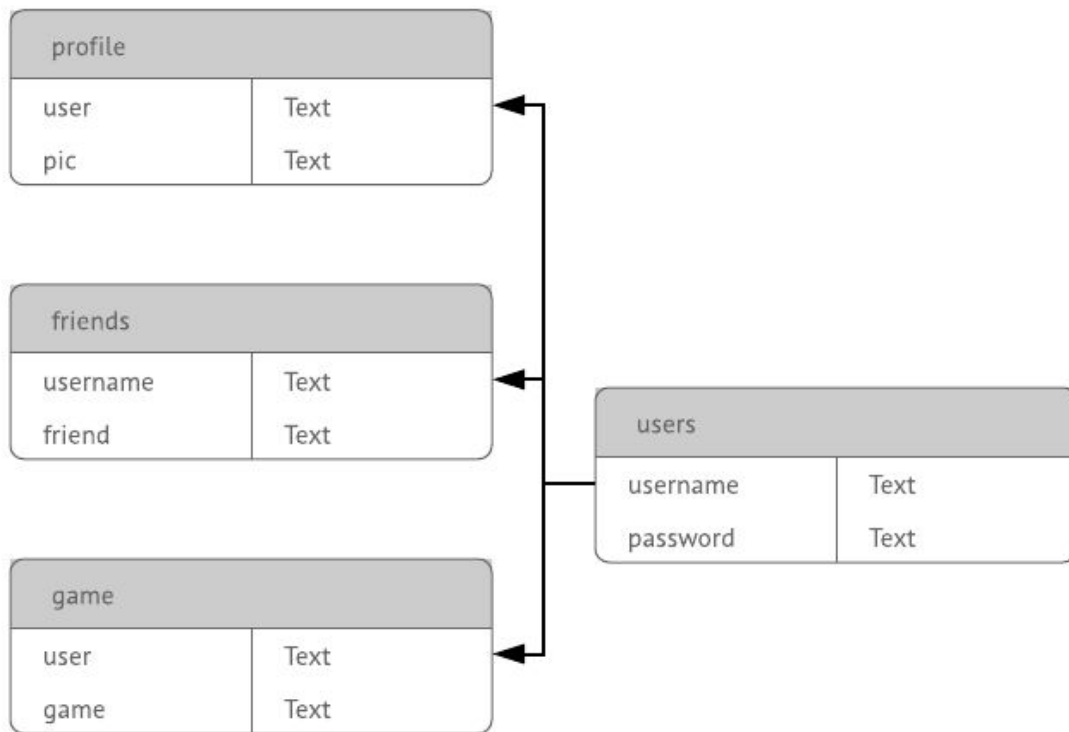 profile
user Text
pic Text
friends
username Text
friend Text
users
username Text
password Text
game
user Text
game Text